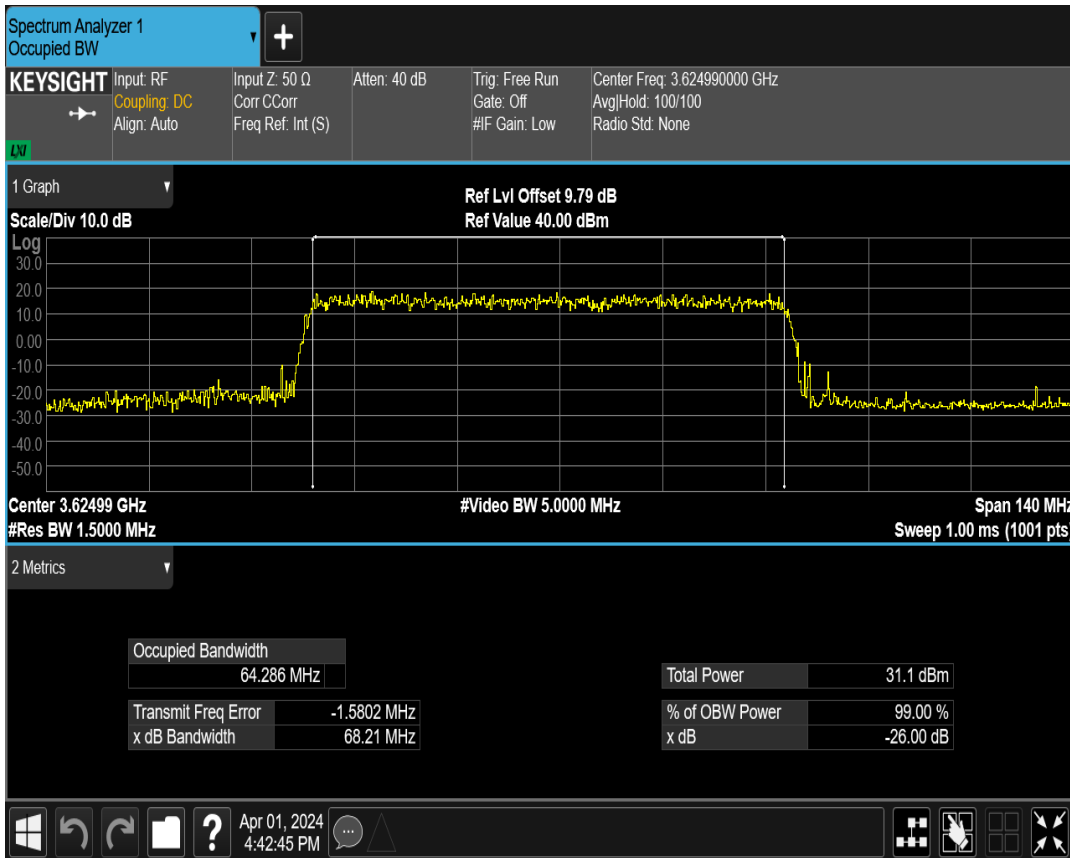 Spectrum Analyzer 1
Occupied BW
+
KEYSIGHT
Input: RF
Coupling: DC
Align: Auto
Input Z: 50 Ω
Corr CCorr
Freq Ref: Int (S)
Atten: 40 dB
Trig: Free Run
Gate: Off
#IF Gain: Low
Center Freq: 3.624990000 GHz
Avg|Hold: 100/100
Radio Std: None
LXI
1 Graph
Scale/Div 10.0 dB
Ref Lvl Offset 9.79 dB
Ref Value 40.00 dBm
Log
30.0
20.0
10.0
0.00
-10.0
-20.0
-30.0
-40.0
-50.0
Center 3.62499 GHz
#Video BW 5.0000 MHz
Span 140 MHz
#Res BW 1.5000 MHz
Sweep 1.00 ms (1001 pts)
2 Metrics
Occupied Bandwidth
64.286 MHz
Transmit Freq Error -1.5802 MHz
x dB Bandwidth 68.21 MHz
Total Power 31.1 dBm
% of OBW Power 99.00 %
x dB -26.00 dB
?
Apr 01, 2024
4:42:45 PM